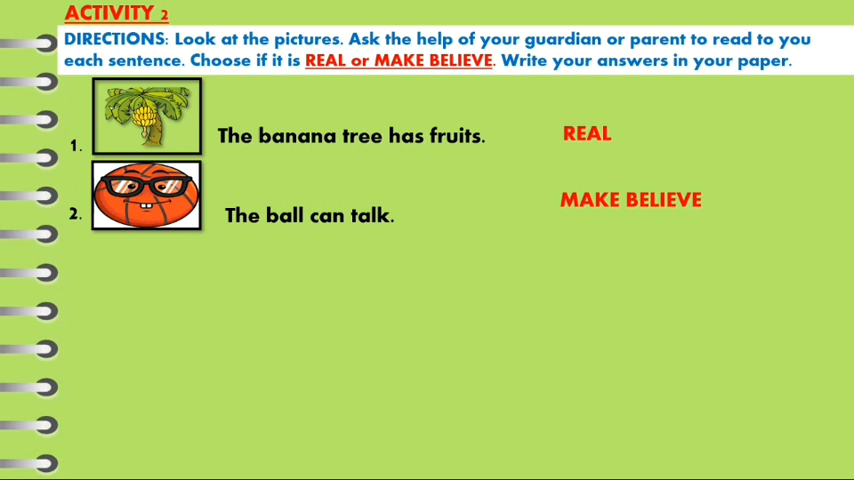 ACTIVITY 2
DIRECTIONS: Look at the pictures. Ask the help of your guardian or parent to read to you
each sentence. Choose if it is REAL or MAKE BELIEVE. Write your answers in your paper.
1. The banana tree has fruits. REAL
2. The ball can talk. MAKE BELIEVE